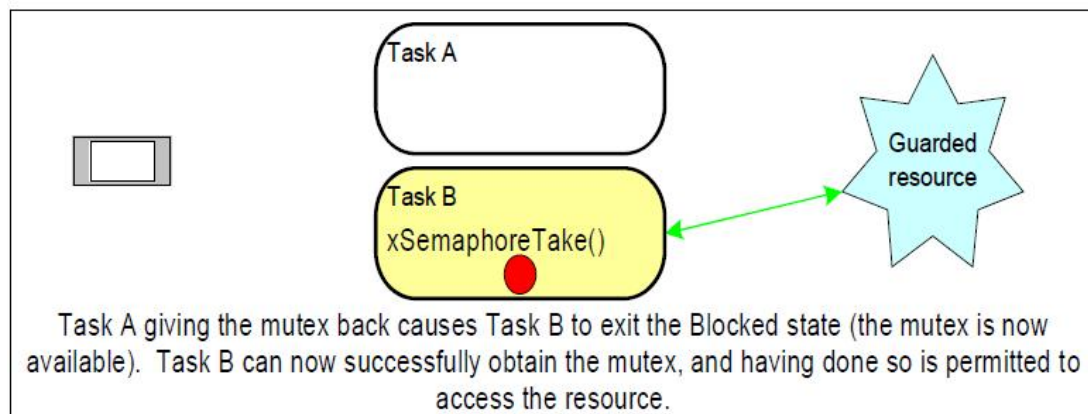 Task A
Guarded
resource
Task B
xSemaphoreTake()
Task A giving the mutex back causes Task B to exit the Blocked state (the mutex is now
available).  Task B can now successfully obtain the mutex, and having done so is permitted to
access the resource.